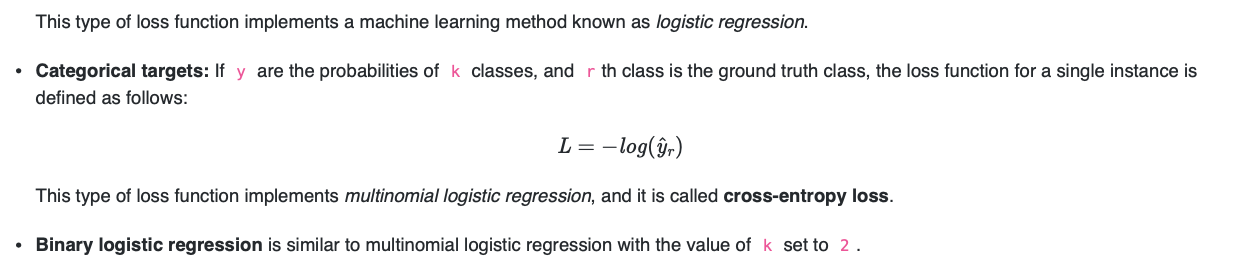 This type of loss function implements a machine learning method known as logistic regression.
• Categorical targets: If y are the probabilities of k classes, and r th class is the ground truth class, the loss function for a single instance is
defined as follows:
L = −log(ŷᵣ)
This type of loss function implements multinomial logistic regression, and it is called cross-entropy loss.
• Binary logistic regression is similar to multinomial logistic regression with the value of k set to 2 .